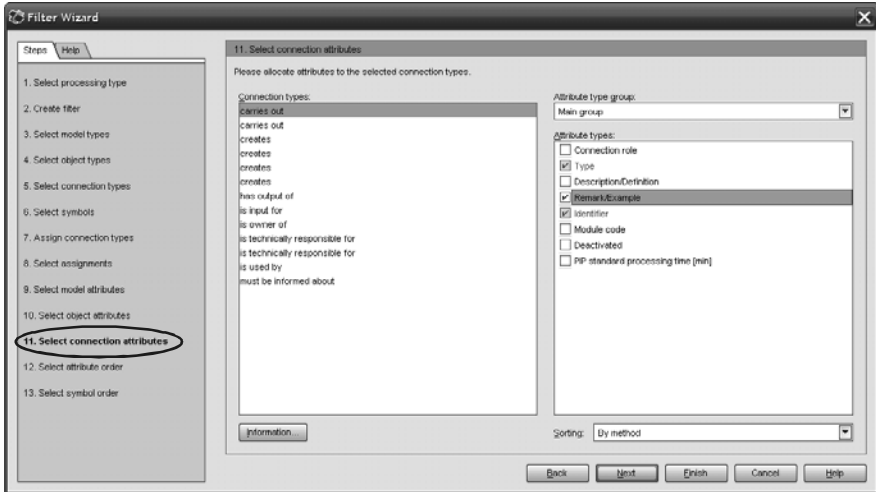 Filter Wizard
Steps Help
1. Select processing type
2. Create filter
3. Select model types
4. Select object types
5. Select connection types
6. Select symbols
7. Assign connection types
8. Select assignments
9. Select model attributes
10. Select object attributes
11. Select connection attributes
12. Select attribute order
13. Select symbol order
11. Select connection attributes
Please allocate attributes to the selected connection types.
Connection types:
carries out
carries out
creates
creates
creates
creates
has output of
is input for
is owner of
is technically responsible for
is technically responsible for
is used by
must be informed about
Information...
Attribute type group:
Main group
Attribute types:
Connection role
Type
Description/Definition
Remark/Example
Identifier
Module code
Deactivated
PIP standard processing time [min]
Sorting: By method
Back Next Finish Cancel Help